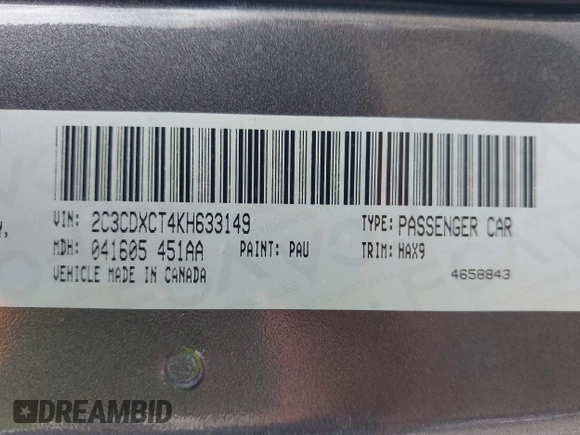 VIN: 2C3CDXCT4KH633149 TYPE: PASSENGER CAR
MDH: 041605 451AA PAINT: PAU TRIM: HAX9
VEHICLE MADE IN CANADA 4658843
DREAMBID